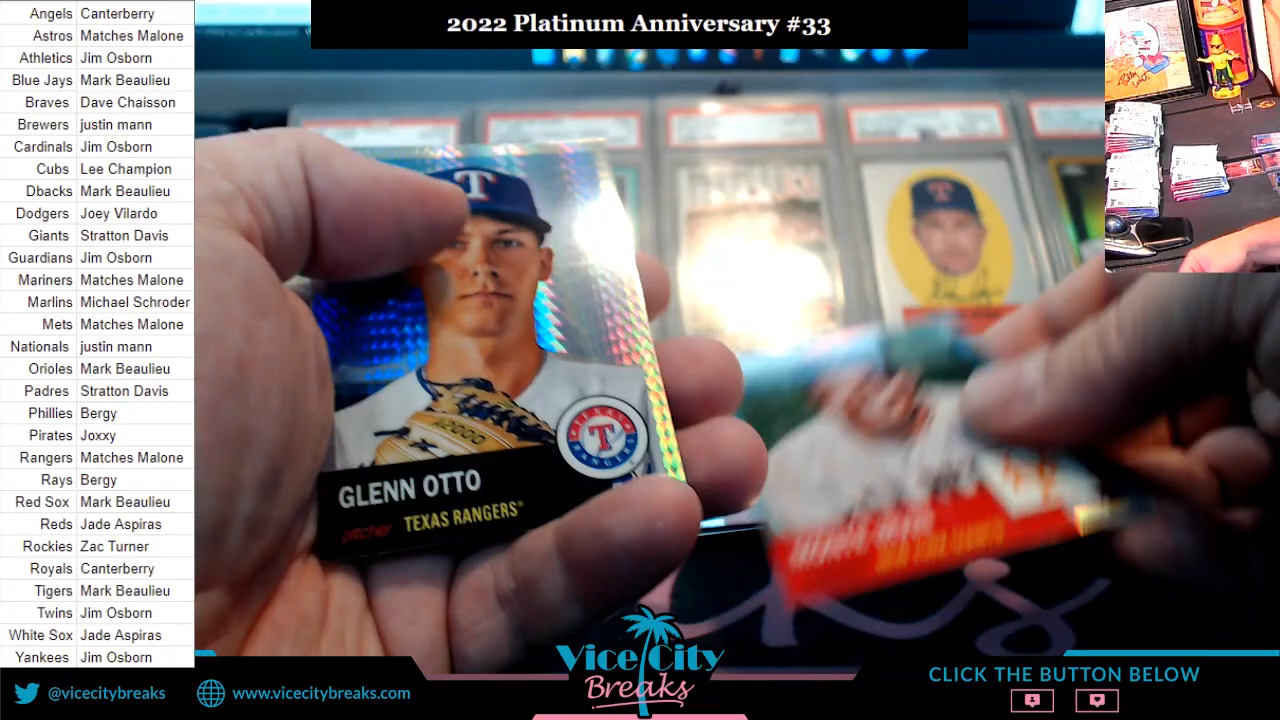 2022 Platinum Anniversary #33
Angels Canterberry
Astros Matches Malone
Athletics Jim Osborn
Blue Jays Mark Beaulieu
Braves Dave Chaisson
Brewers justin mann
Cardinals Jim Osborn
Cubs Lee Champion
Dbacks Mark Beaulieu
Dodgers Joey Vilardo
Giants Stratton Davis
Guardians Jim Osborn
Mariners Matches Malone
Marlins Michael Schroder
Mets Matches Malone
Nationals justin mann
Orioles Mark Beaulieu
Padres Stratton Davis
Phillies Bergy
Pirates Joxxy
Rangers Matches Malone
Rays Bergy
Red Sox Mark Beaulieu
Reds Jade Aspiras
Rockies Zac Turner
Royals Canterberry
Tigers Mark Beaulieu
Twins Jim Osborn
White Sox Jade Aspiras
Yankees Jim Osborn
T
TEXAS
T
RANGERS
GLENN OTTO
pitcher TEXAS RANGERS®
T
Vice City
Breaks
@vicecitybreaks
www.vicecitybreaks.com
CLICK THE BUTTON BELOW